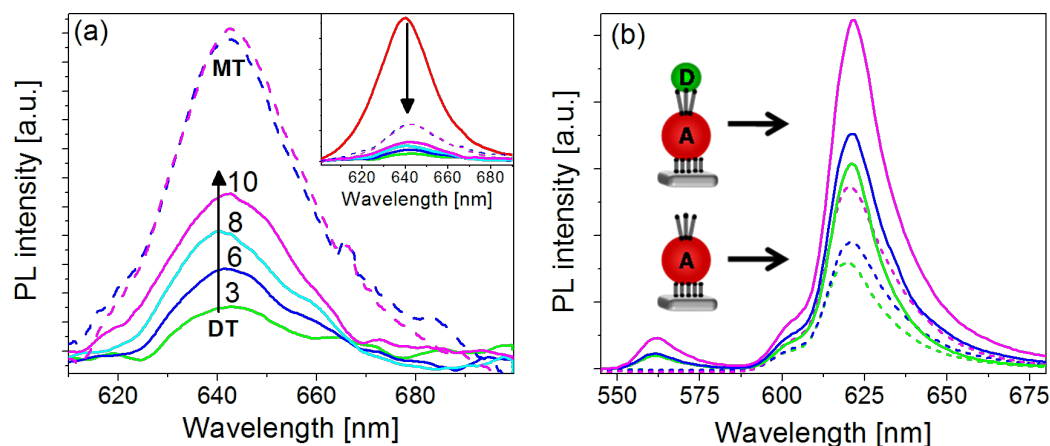 (a)
PL intensity [a.u.]
MT
10
8
6
3
DT
620
640
660
680
Wavelength [nm]
620 640 660 680
Wavelength [nm]
(b)
PL intensity [a.u.]
D
A
A
550 575 600 625 650 675
Wavelength [nm]